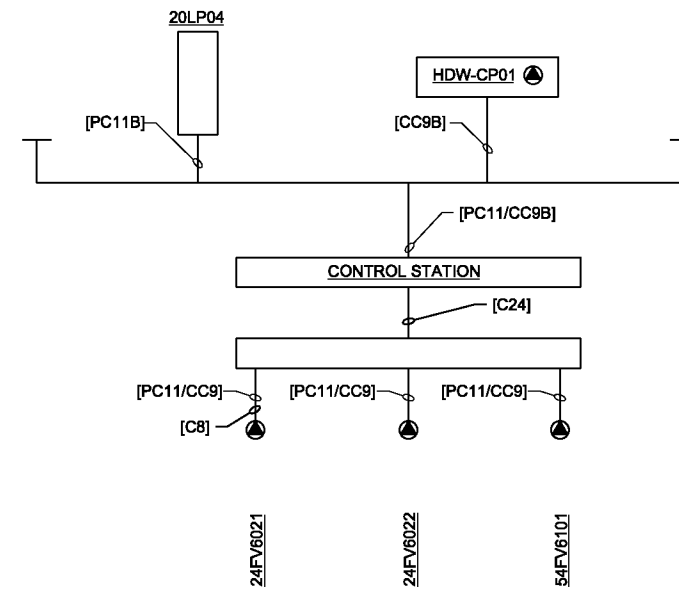 20LP04
HDW-CP01
[PC11B]
[CC9B]
[PC11/CC9B]
CONTROL STATION
[C24]
[PC11/CC9]
[PC11/CC9]
[PC11/CC9]
[C8]
24FV6021
24FV6022
54FV6101